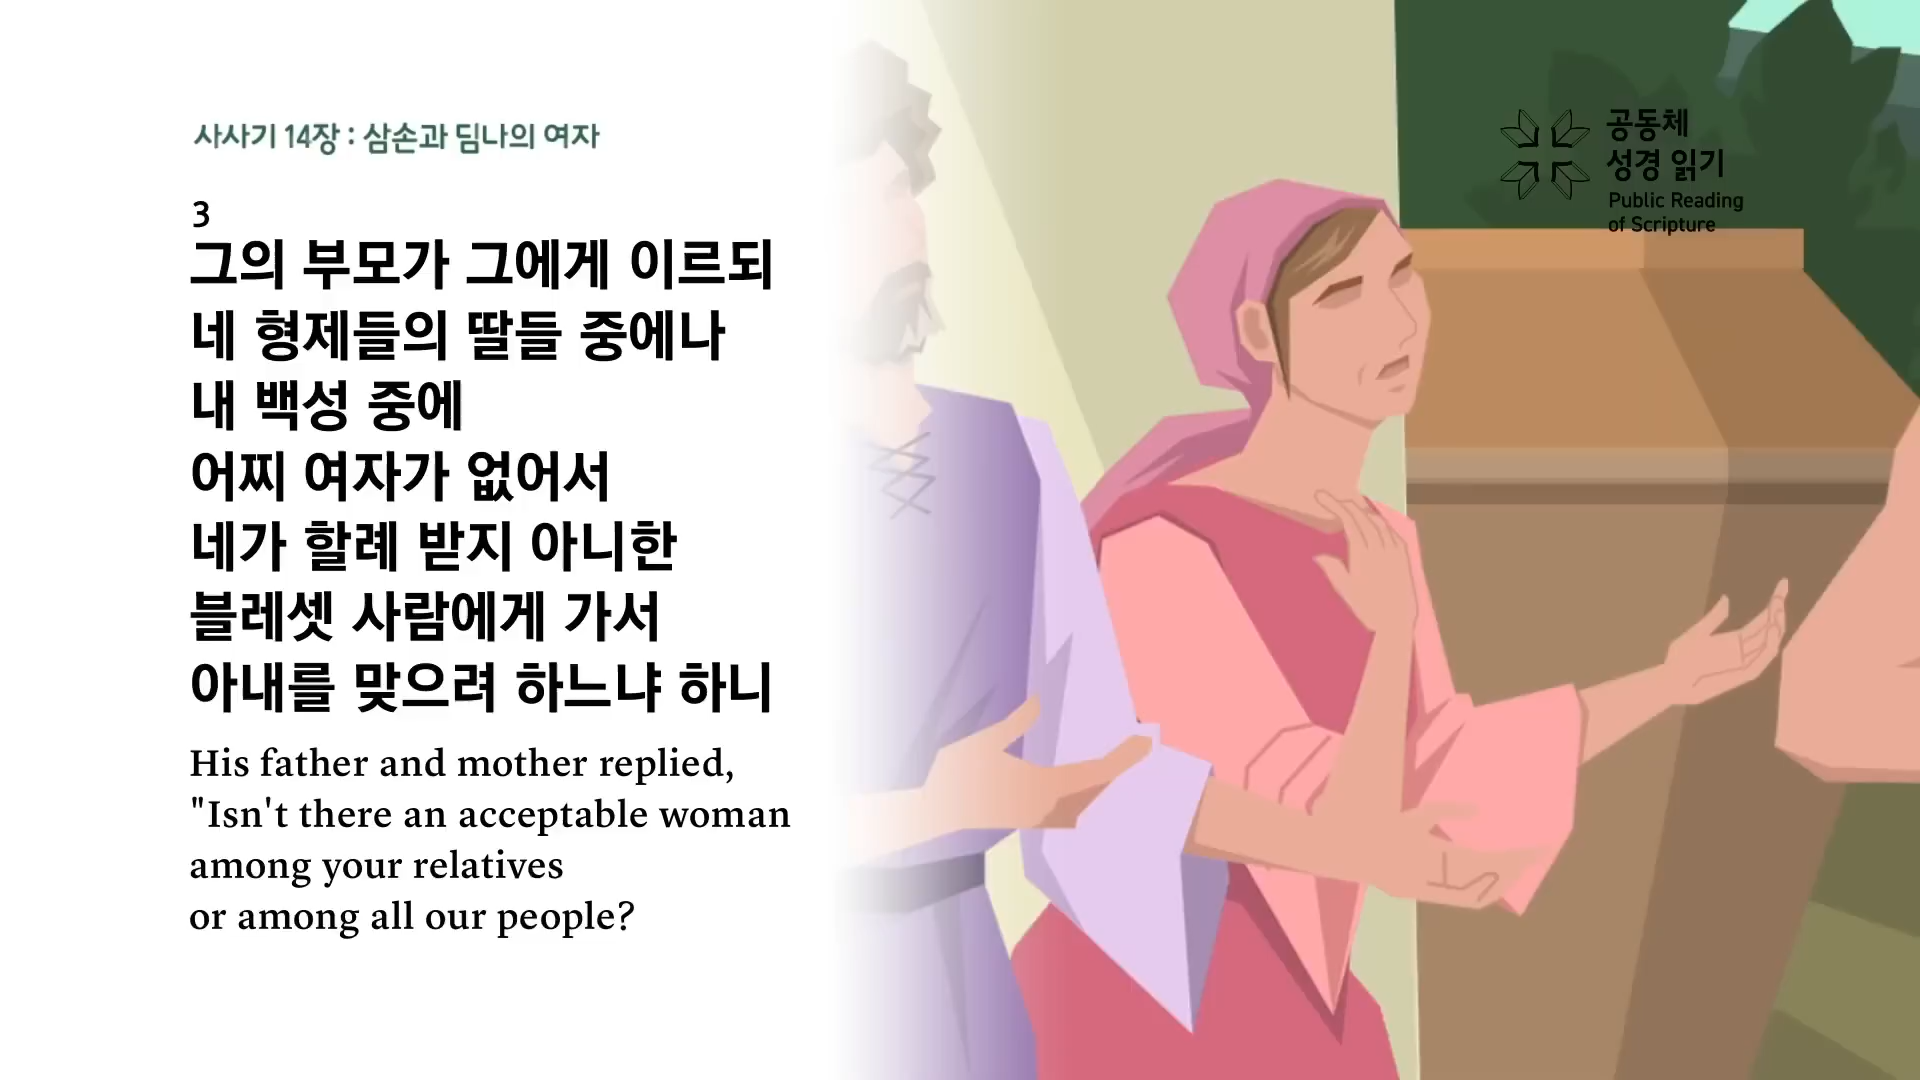 사사기 14장 : 삼손과 딤나의 여자
공동체
성경 읽기
Public Reading
of Scripture
3
그의 부모가 그에게 이르되
네 형제들의 딸들 중에나
내 백성 중에
어찌 여자가 없어서
네가 할례 받지 아니한
블레셋 사람에게 가서
아내를 맞으려 하느냐 하니
His father and mother replied,
"Isn't there an acceptable woman
among your relatives
or among all our people?